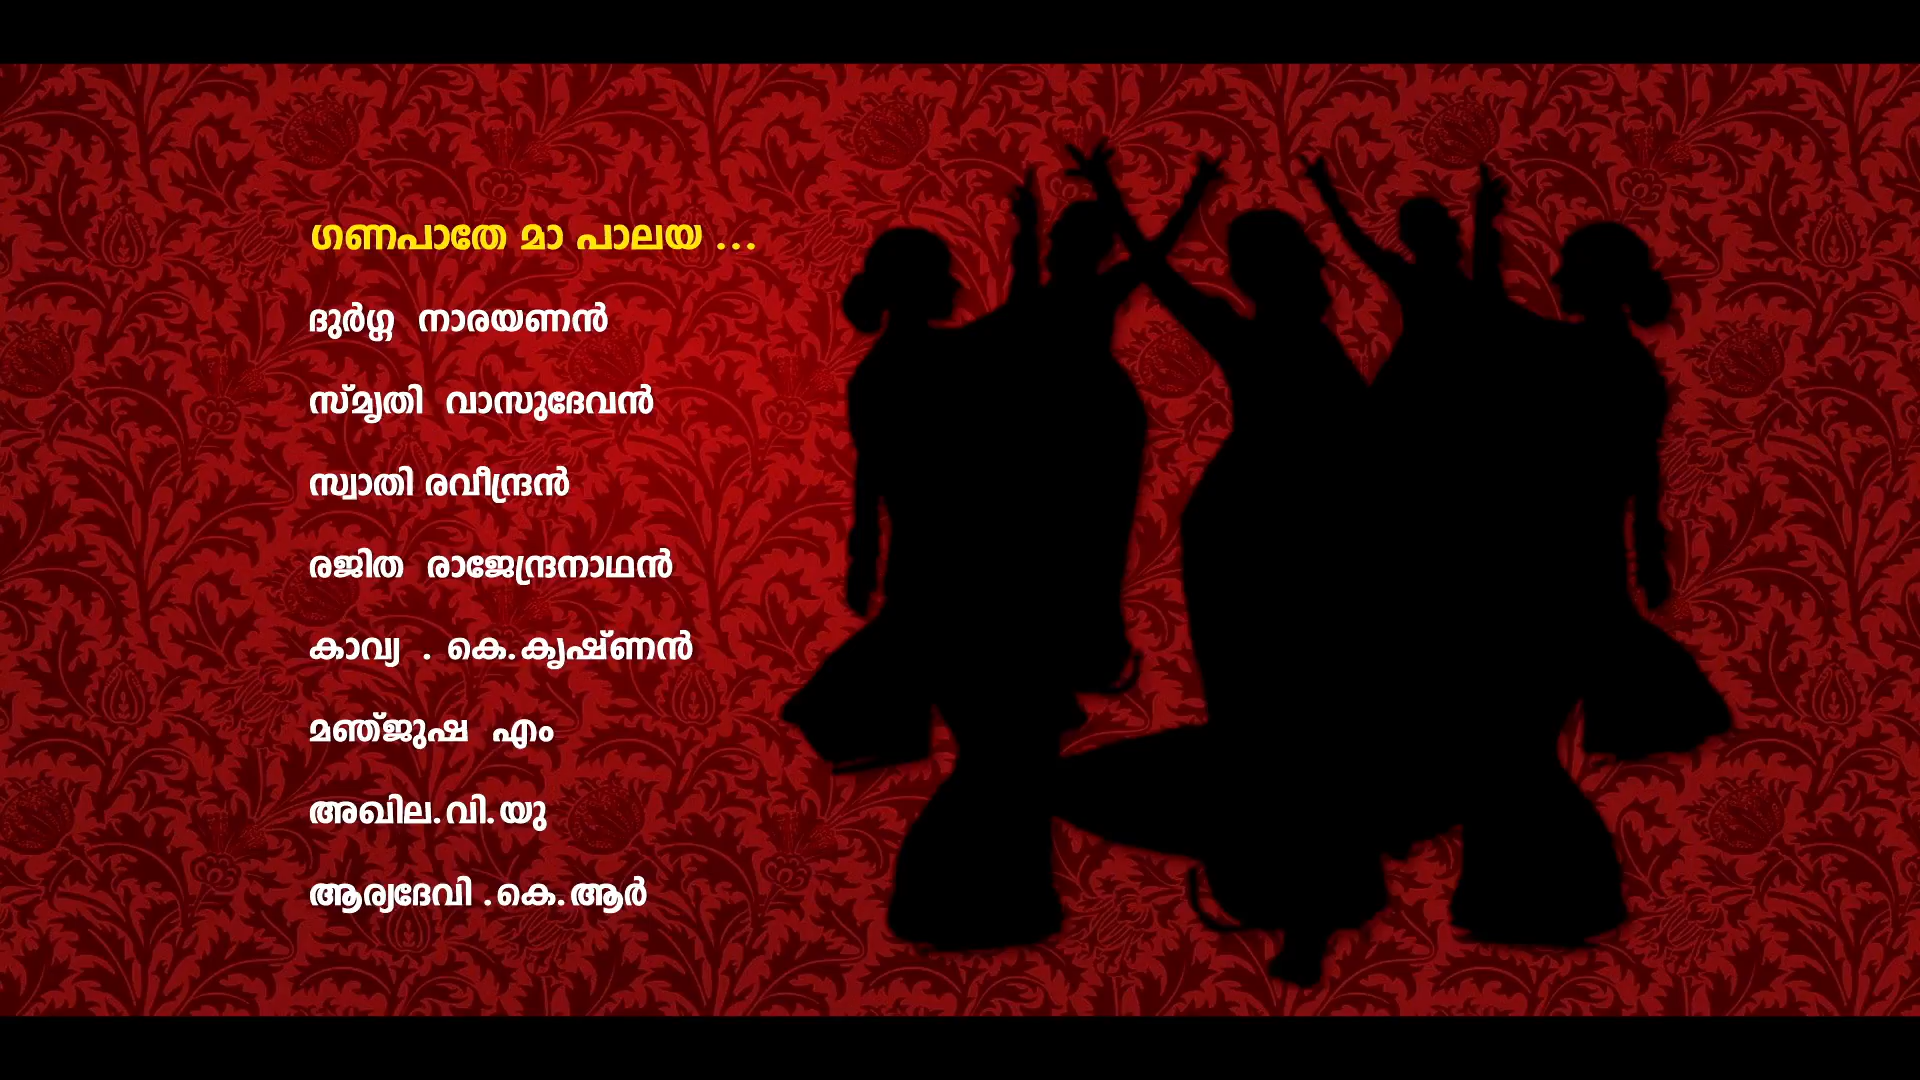 ഗണപാതേ മാ പാലയ ...
ദുർഗ്ഗ നാരയണൻ
സ്മൃതി വാസുദേവൻ
സ്വാതി രവീന്ദ്രൻ
രജിത രാജേന്ദ്രനാഥൻ
കാവ്യ . കെ.കൃഷ്ണൻ
മഞ്ജുഷ എം
അഖില.വി.യു
ആര്യദേവി .കെ.ആർ